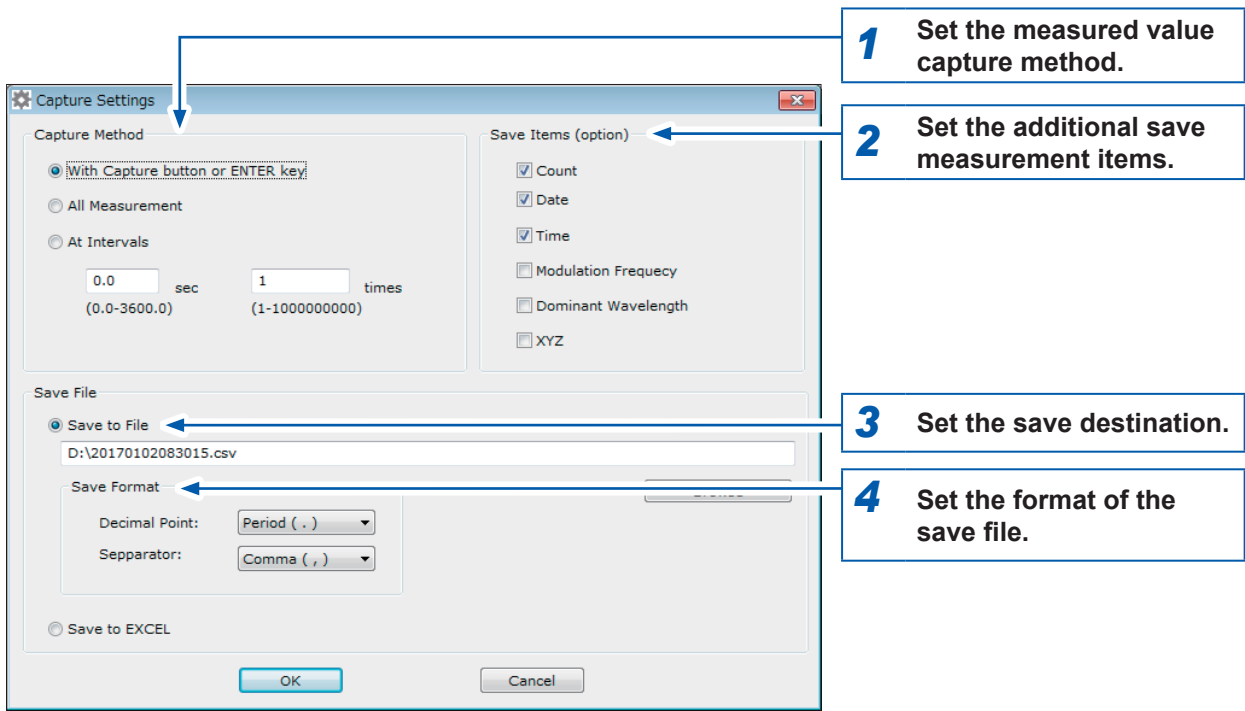 1
Set the measured value
capture method.
Capture Settings
Capture Method
With Capture button or ENTER key
All Measurement
At Intervals
0.0 sec 1 times
(0.0-3600.0) (1-1000000000)
Save Items (option)
Count
Date
Time
Modulation Frequecy
Dominant Wavelength
XYZ
2
Set the additional save
measurement items.
Save File
Save to File
D:\20170102083015.csv
3 Set the save destination.
Save Format
Decimal Point: Period ( . )
Sepparator: Comma ( , )
4
Set the format of the
save file.
Save to EXCEL
OK Cancel